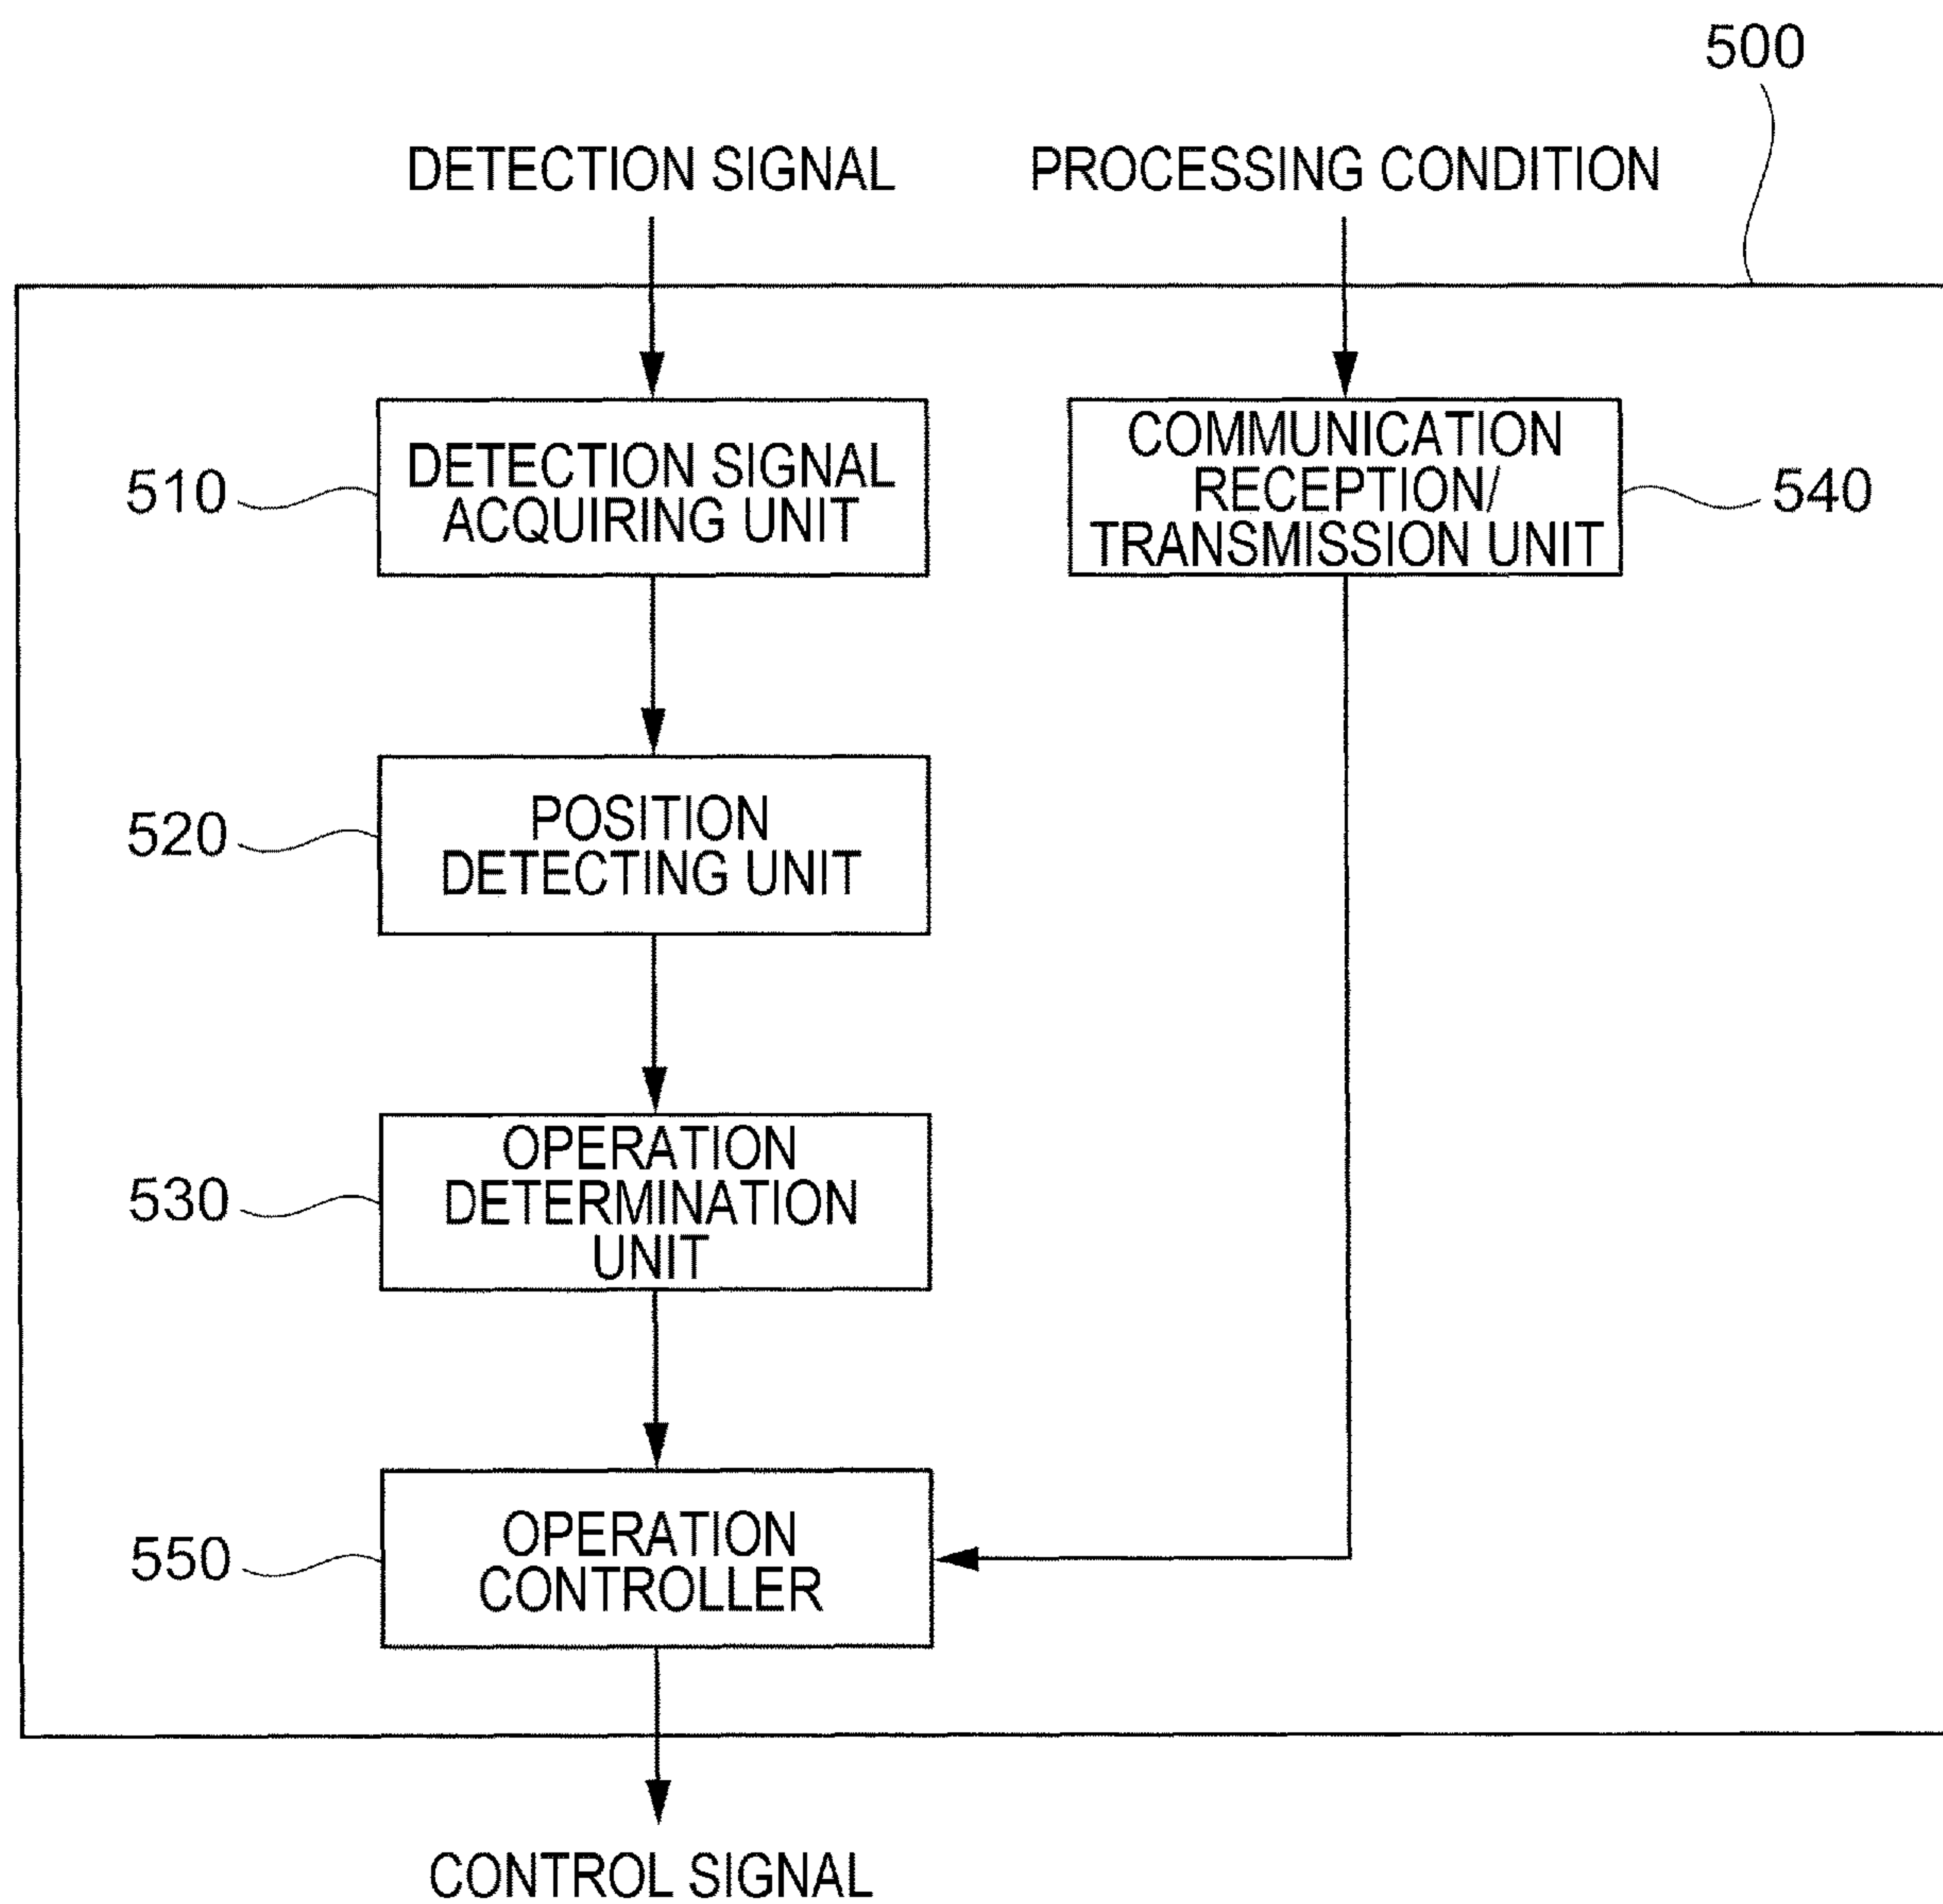 500
DETECTION SIGNAL
PROCESSING CONDITION
510
DETECTION SIGNAL
ACQUIRING UNIT
COMMUNICATION
RECEPTION/
TRANSMISSION UNIT
540
520
POSITION
DETECTING UNIT
530
OPERATION
DETERMINATION
UNIT
550
OPERATION
CONTROLLER
CONTROL SIGNAL